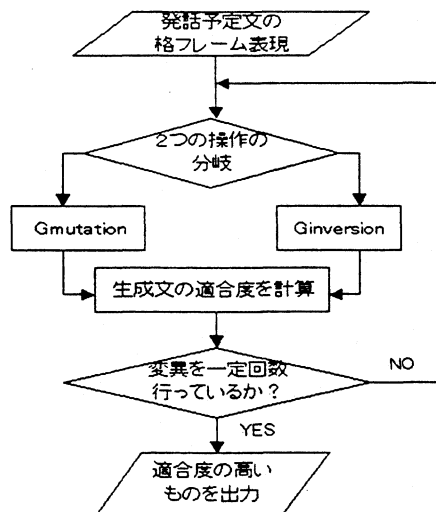 発話予定文の
格フレーム表現
2つの操作の
分岐
Gmutation
Ginversion
生成文の適合度を計算
変異を一定回数
行っているか？
NO
YES
適合度の高い
ものを出力